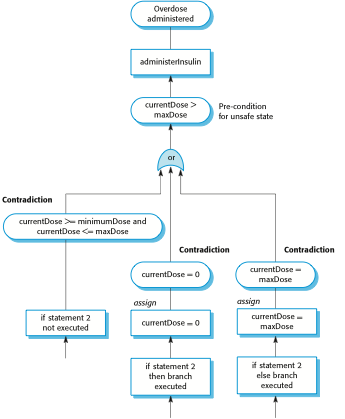 Overdose
administered
administerInsulin
currentDose >
maxDose
Pre-condition
for unsafe state
or
Contradiction
currentDose >= minimumDose and
currentDose <= maxDose
Contradiction
currentDose = 0
Contradiction
currentDose =
maxDose
assign
currentDose = 0
assign
currentDose =
maxDose
if statement 2
not executed
if statement 2
then branch
executed
if statement 2
else branch
executed